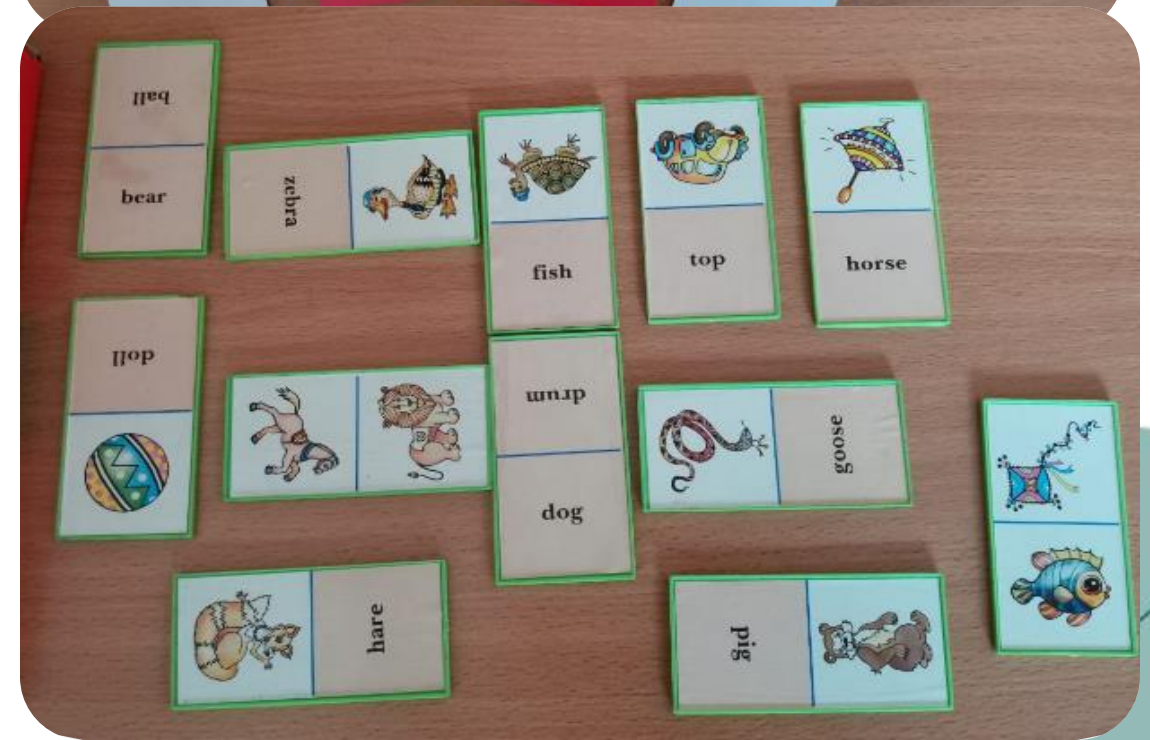 ball
bear
zebra
fish
top
horse
doll
drum
dog
goose
hare
pig